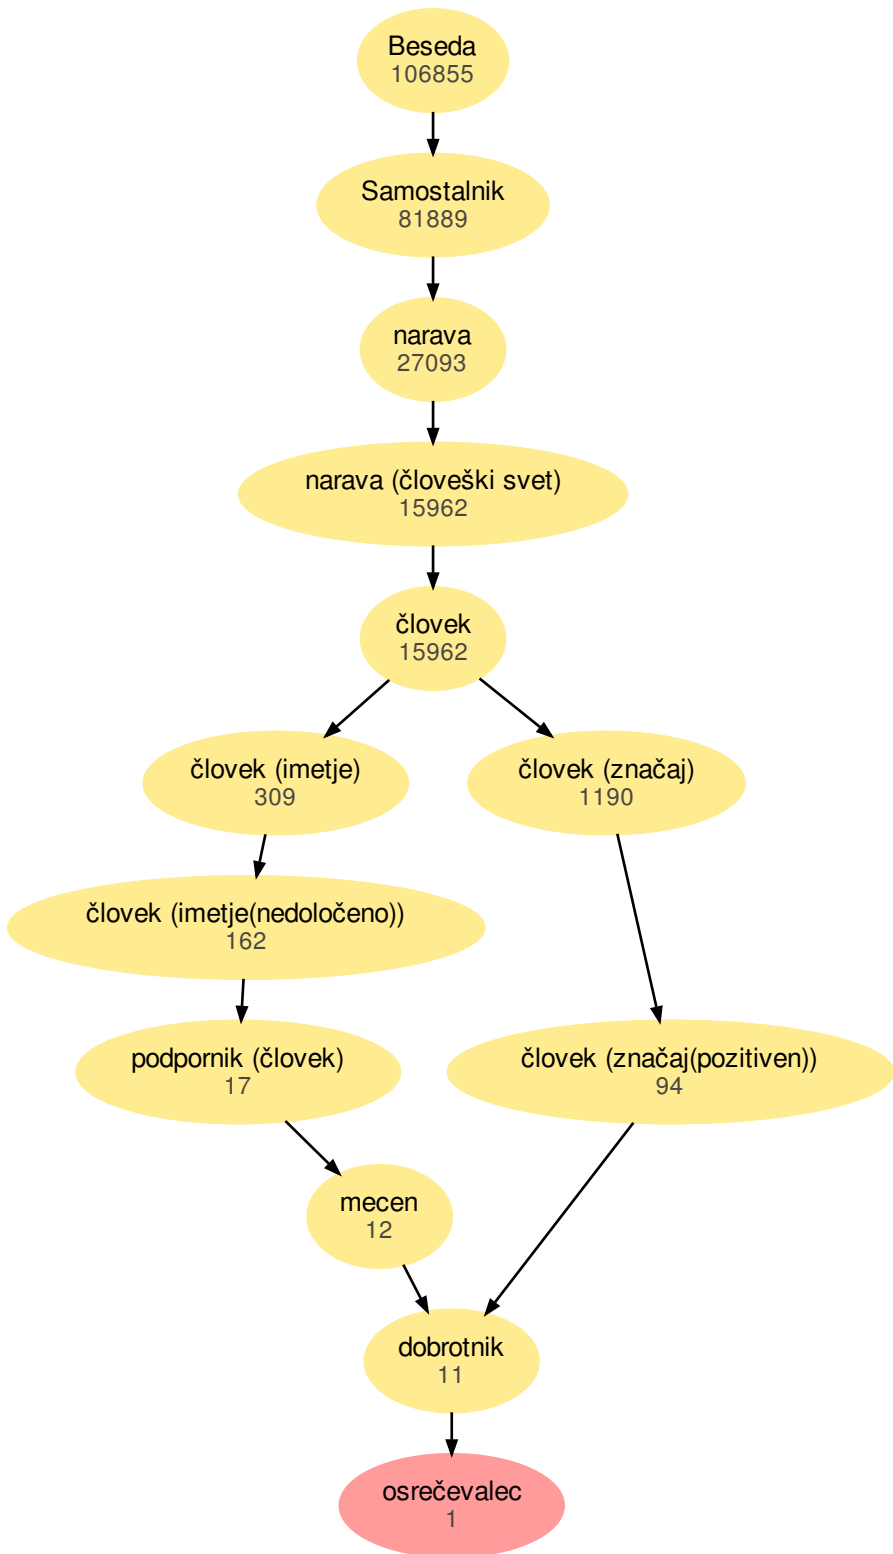 Beseda
106855
Samostalnik
81889
narava
27093
narava (človeški svet)
15962
človek
15962
človek (imetje)
309
človek (značaj)
1190
človek (imetje(nedoločeno))
162
podpornik (človek)
17
človek (značaj(pozitiven))
94
mecen
12
dobrotnik
11
osrečevalec
1